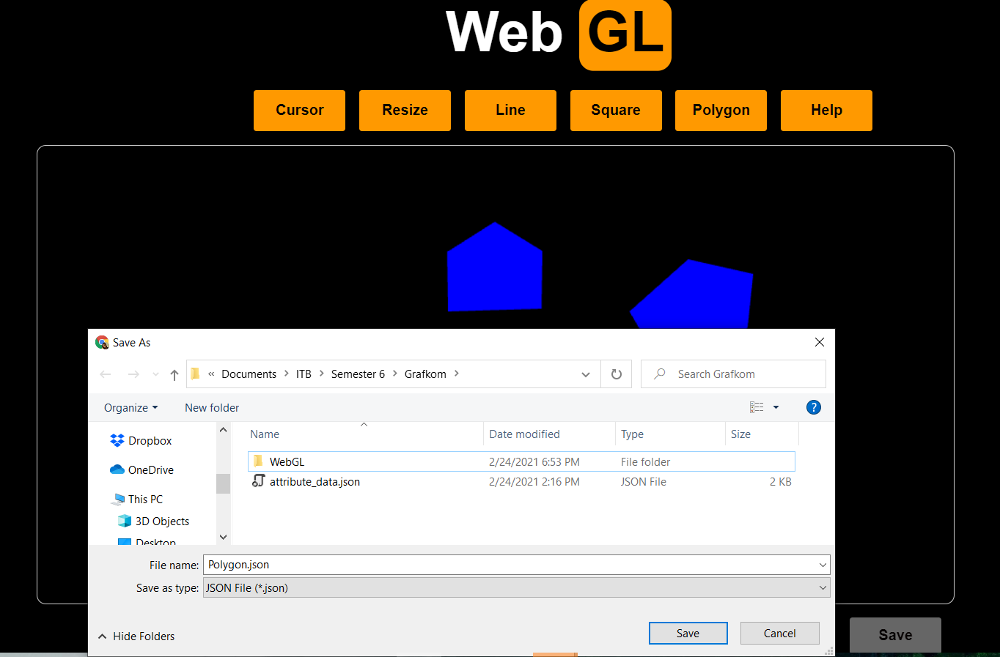 Web GL
Cursor Resize Line Square Polygon Help
Save As
« Documents > ITB > Semester 6 > Grafkom > Search Grafkom
Organize New folder ?
Name Date modified Type Size
Dropbox
OneDrive
This PC
3D Objects
Desktop
WebGL 2/24/2021 6:53 PM File folder
attribute_data.json 2/24/2021 2:16 PM JSON File 2 KB
File name: Polygon.json
Save as type: JSON File (*.json)
Hide Folders Save Cancel
Save